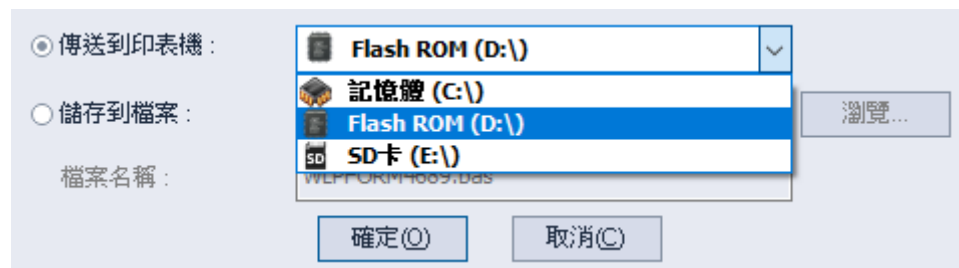 傳送到印表機 :
Flash ROM (D:\)
記憶體 (C:\)
儲存到檔案 :
Flash ROM (D:\)
瀏覽...
SD卡 (E:\)
檔案名稱 :
WLPFORM4689.bas
確定(O)
取消(C)